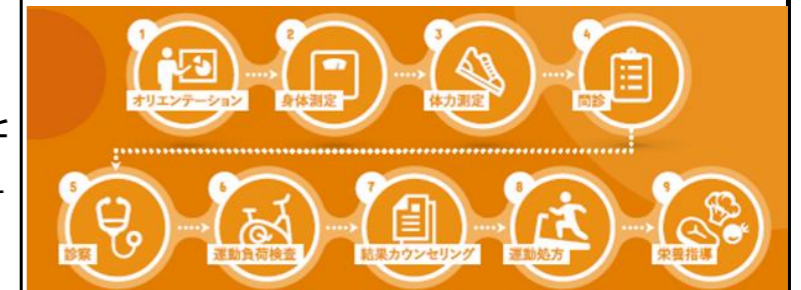 1
オリエンテーション
2
身体測定
3
体力測定
4
問診
5
診察
6
運動負荷検査
7
結果カウンセリング
8
運動処方
9
栄養指導